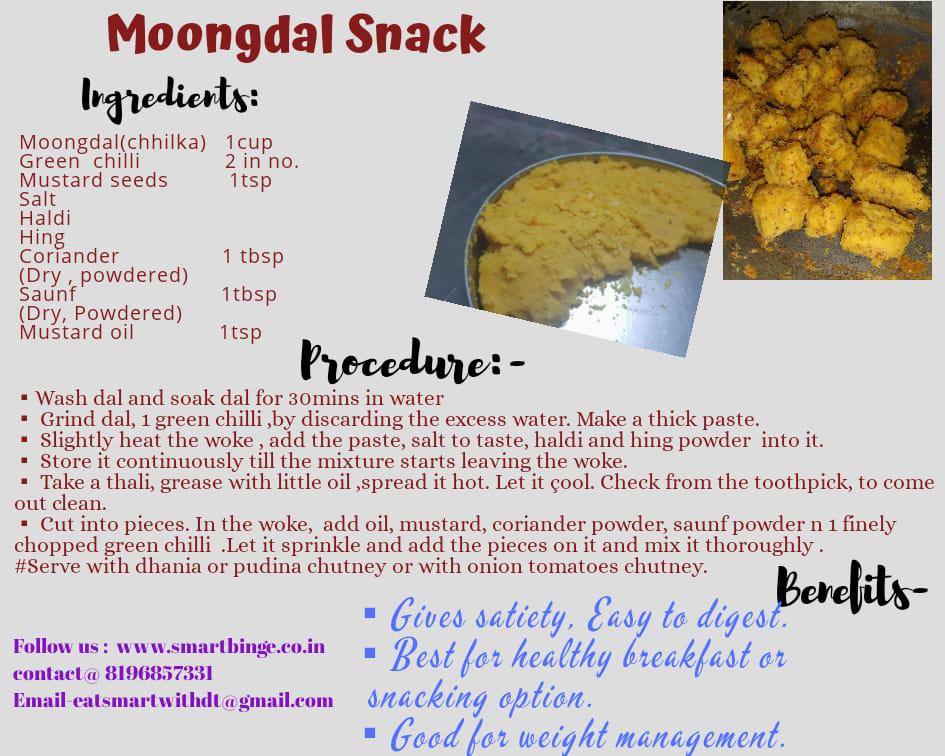 Moongdal Snack
Ingredients:
Moongdal(chhilka) 1cup
Green chilli 2 in no.
Mustard seeds 1tsp
Salt
Haldi
Hing
Coriander 1 tbsp
(Dry , powdered)
Saunf 1tbsp
(Dry, Powdered)
Mustard oil 1tsp
Procedure:-
▪ Wash dal and soak dal for 30mins in water
▪ Grind dal, 1 green chilli ,by discarding the excess water. Make a thick paste.
▪ Slightly heat the woke , add the paste, salt to taste, haldi and hing powder into it.
▪ Store it continuously till the mixture starts leaving the woke.
▪ Take a thali, grease with little oil ,spread it hot. Let it çool. Check from the toothpick, to come
out clean.
▪ Cut into pieces. In the woke, add oil, mustard, coriander powder, saunf powder n 1 finely
chopped green chilli .Let it sprinkle and add the pieces on it and mix it thoroughly .
#Serve with dhania or pudina chutney or with onion tomatoes chutney.
Benefits-
▪ Gives satiety, Easy to digest.
▪ Best for healthy breakfast or
snacking option.
▪ Good for weight management.
Follow us : www.smartbinge.co.in
contact@ 8196857331
Email-eatsmartwithdt@gmail.com